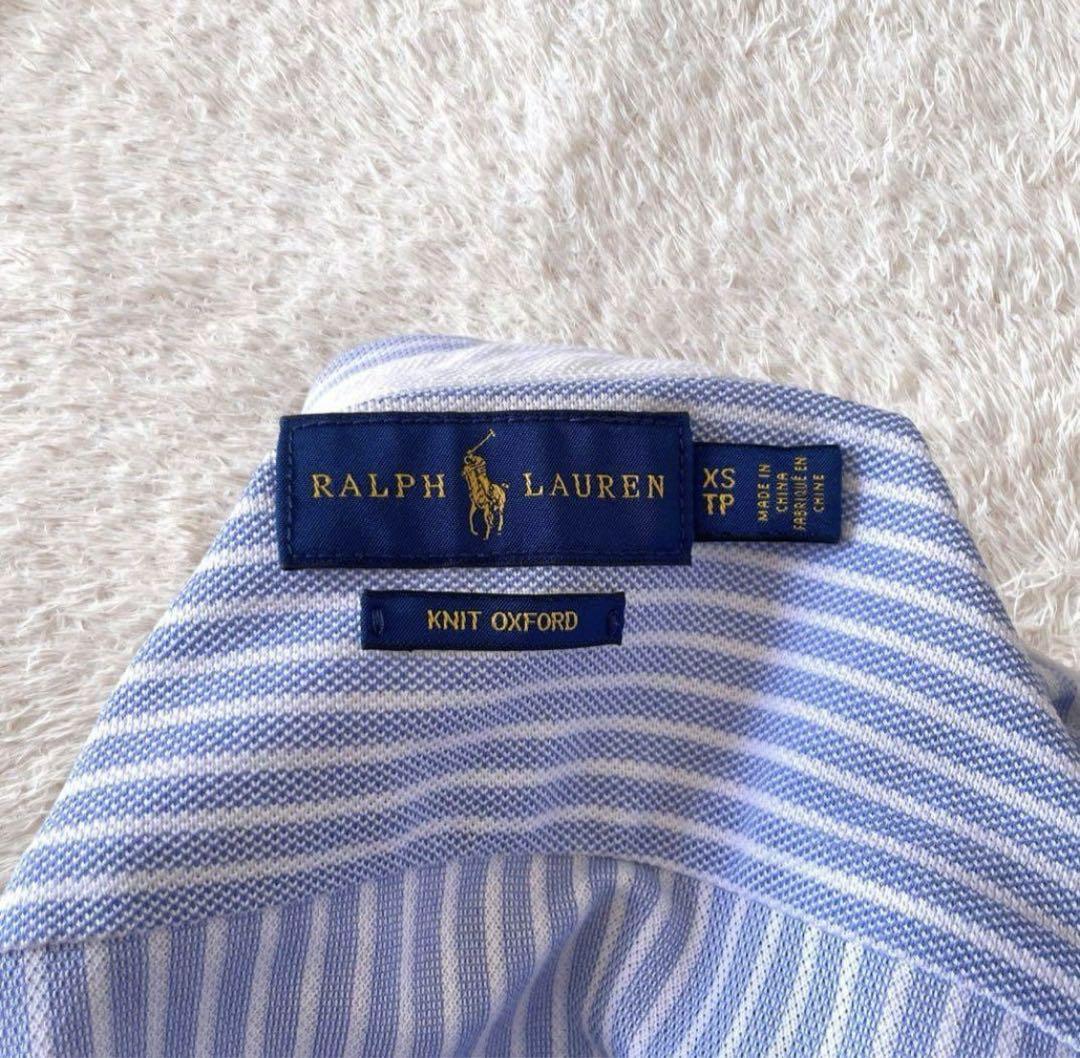 RALPH LAUREN
XS
TP
MADE IN
CHINA
FABRIQUÉ EN
CHINE
KNIT OXFORD